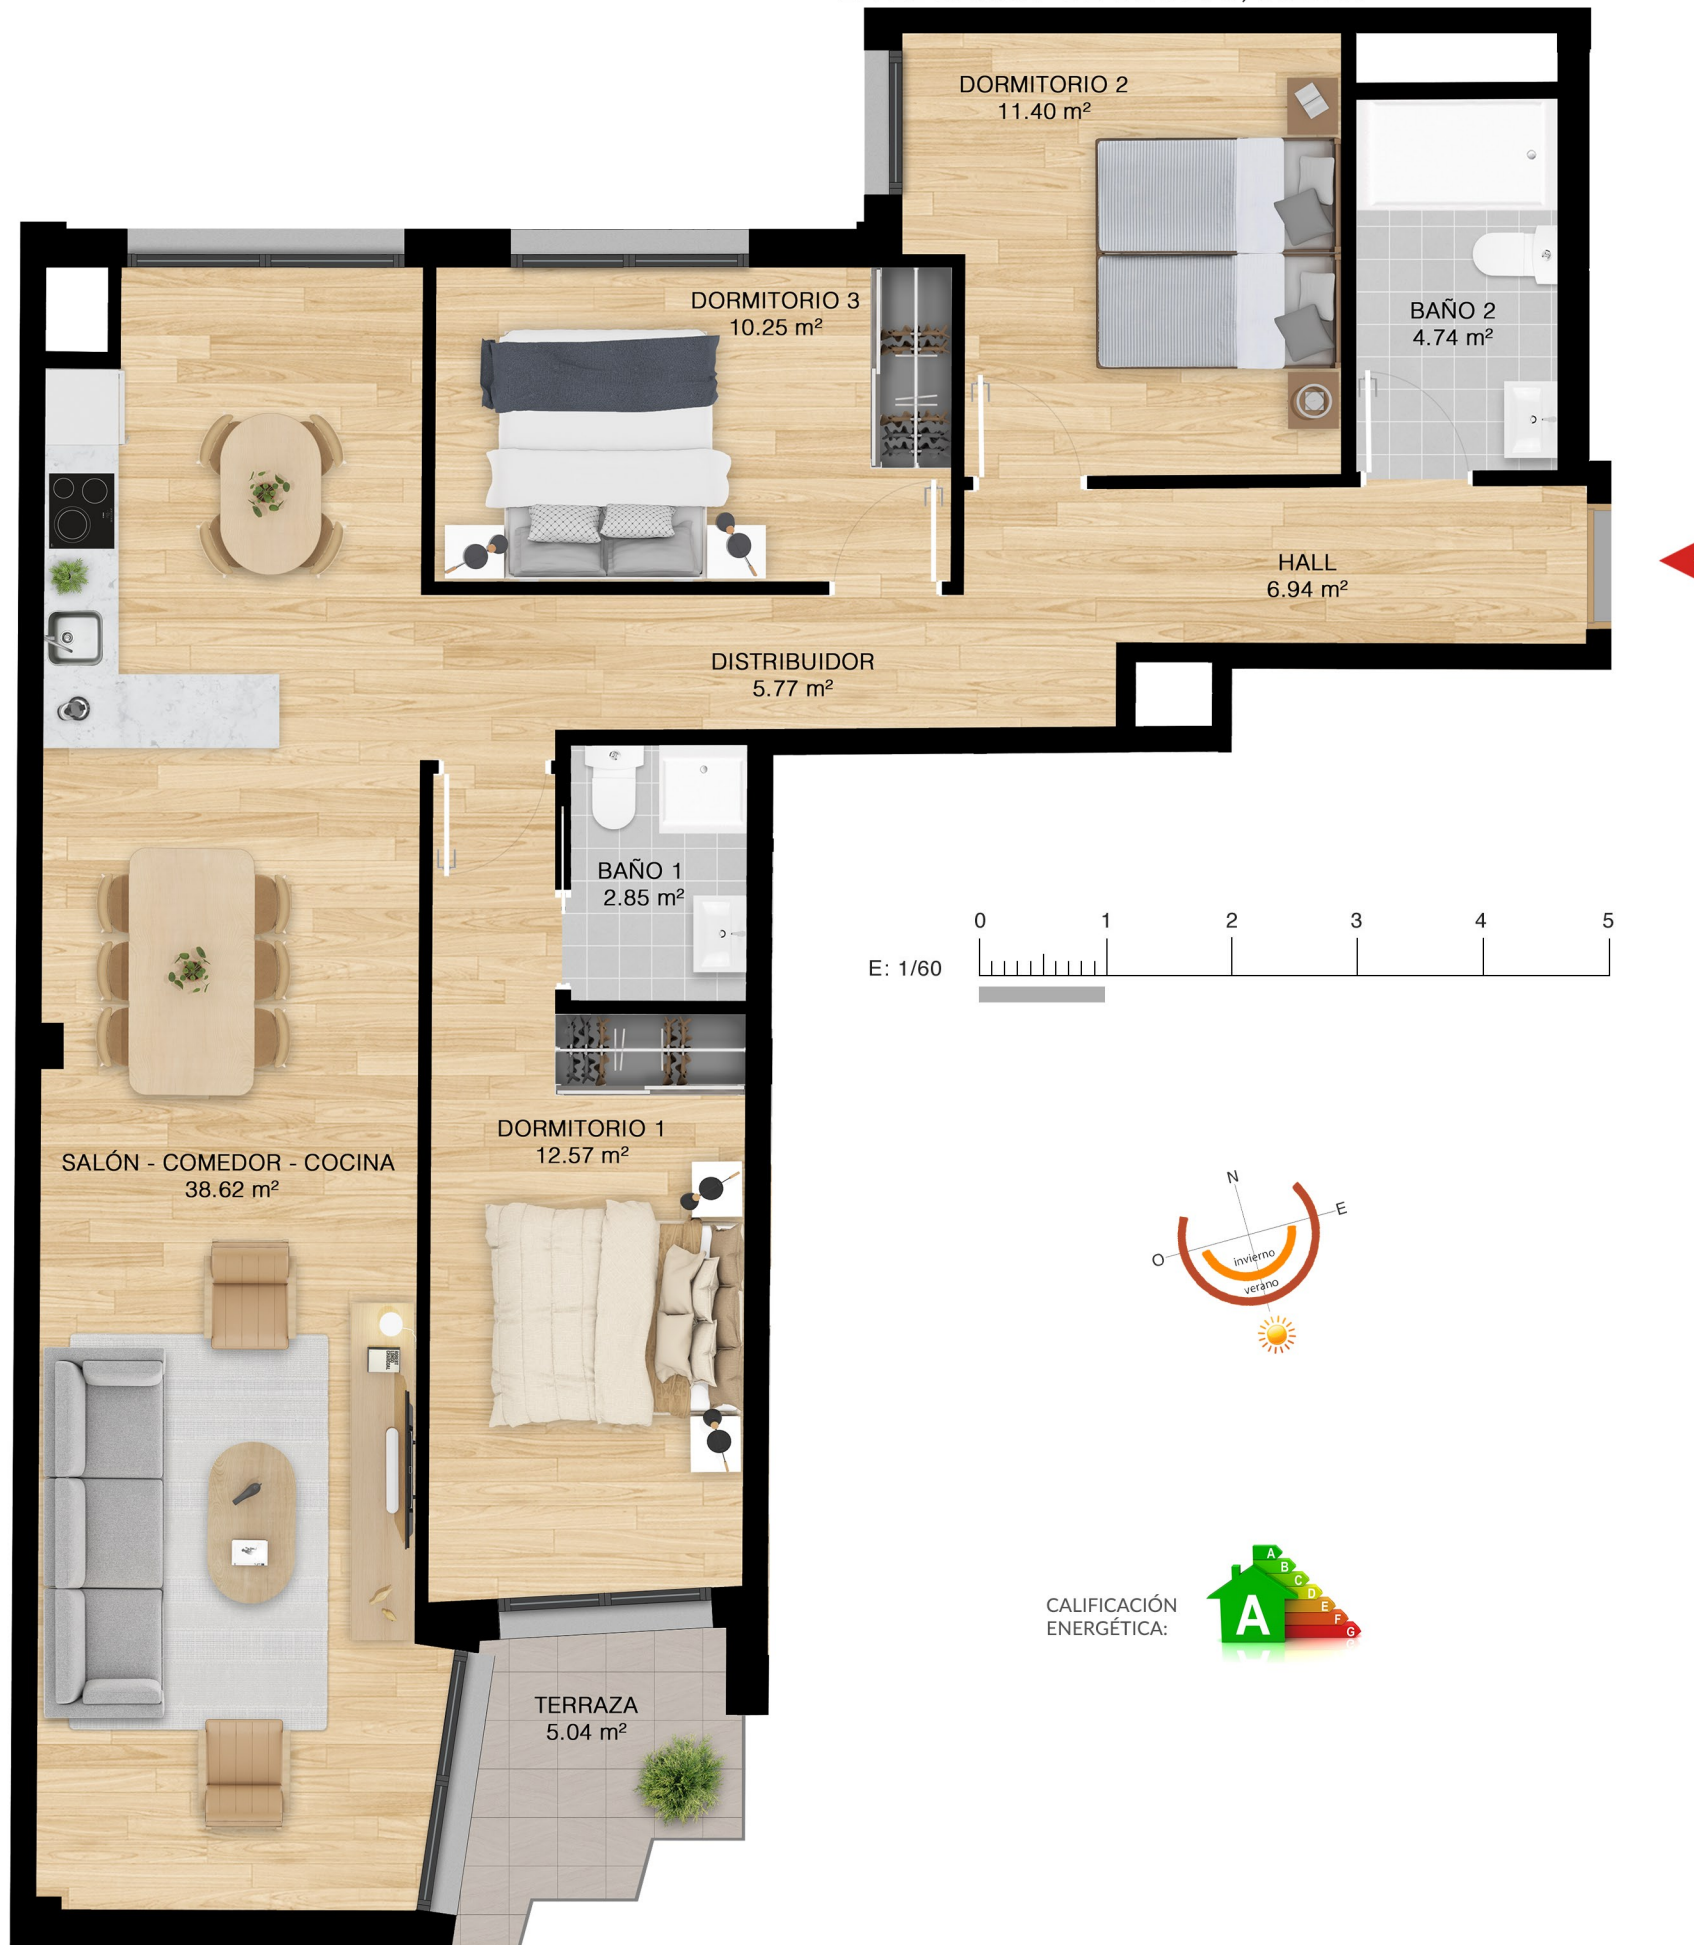 DORMITORIO 2
11.40 m²
DORMITORIO 3
10.25 m²
BAÑO 2
4.74 m²
HALL
6.94 m²
DISTRIBUIDOR
5.77 m²
BAÑO 1
2.85 m²
0 1 2 3 4 5
E: 1/60
DORMITORIO 1
12.57 m²
SALÓN - COMEDOR - COCINA
38.62 m²
N
E
O
invierno
verano
CALIFICACIÓN
ENERGÉTICA:
A
A
B
C
D
E
F
G
TERRAZA
5.04 m²